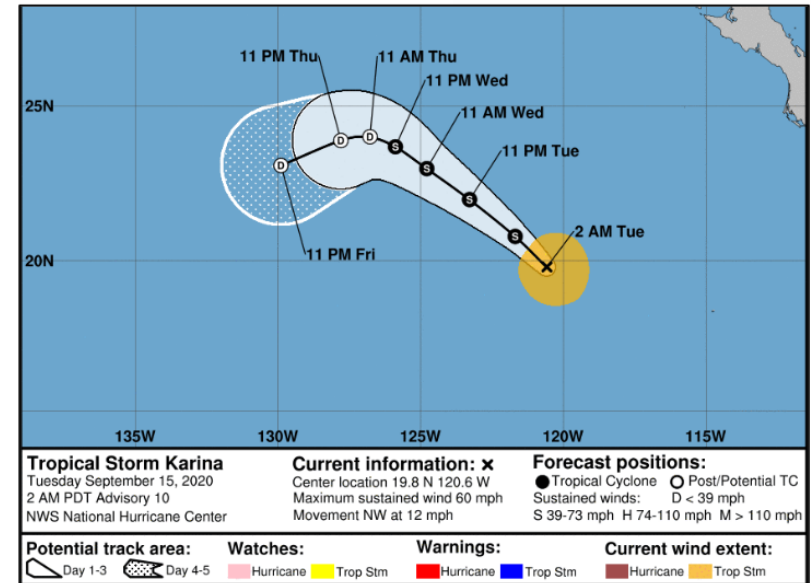 11 PM Thu
11 AM Thu
11 PM Wed
25N
11 AM Wed
D
D
S
D
S
11 PM Tue
S
S
2 AM Tue
11 PM Fri
20N
135W 130W 125W 120W 115W
Tropical Storm Karina
Tuesday September 15, 2020
2 AM PDT Advisory 10
NWS National Hurricane Center
Current information: ×
Center location 19.8 N 120.6 W
Maximum sustained wind 60 mph
Movement NW at 12 mph
Forecast positions:
Tropical Cyclone Post/Potential TC
Sustained winds: D < 39 mph
S 39-73 mph H 74-110 mph M > 110 mph
Potential track area:
Day 1-3 Day 4-5
Watches:
Hurricane Trop Stm
Warnings:
Hurricane Trop Stm
Current wind extent:
Hurricane Trop Stm